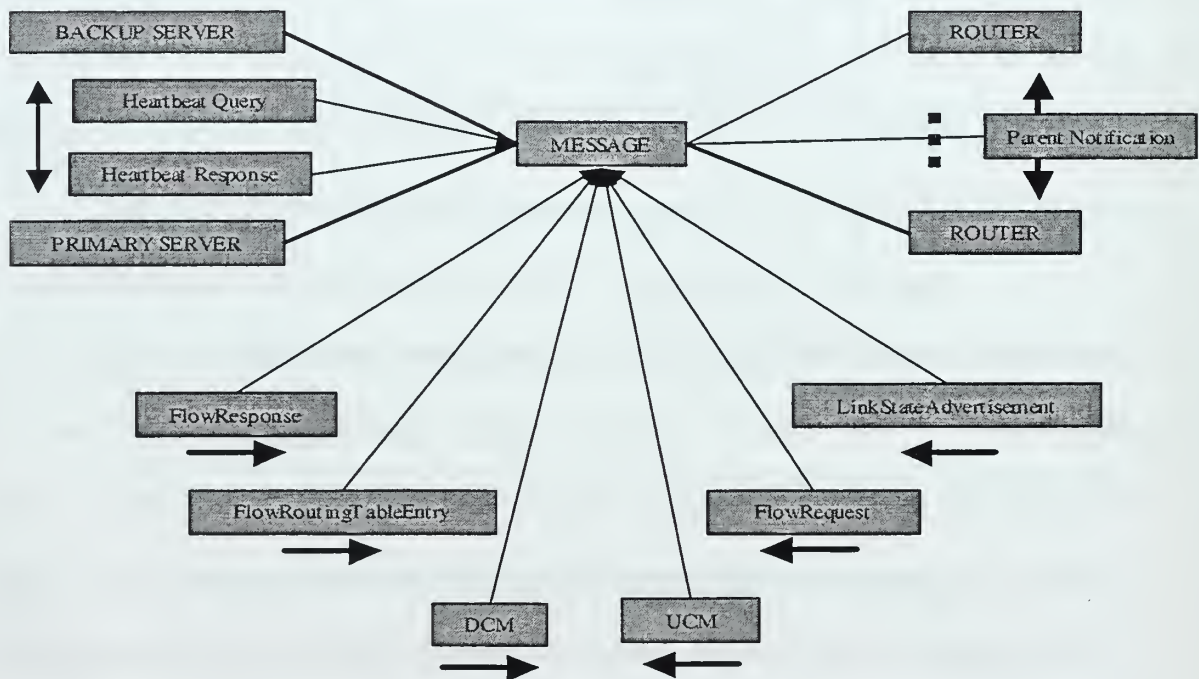 BACKUP SERVER
ROUTER
Heartbeat Query
Parent Notification
MESSAGE
Heartbeat Response
PRIMARY SERVER
ROUTER
FlowResponse
LinkStateAdvertisement
FlowRoutingTableEntry
FlowRequest
DCM
UCM